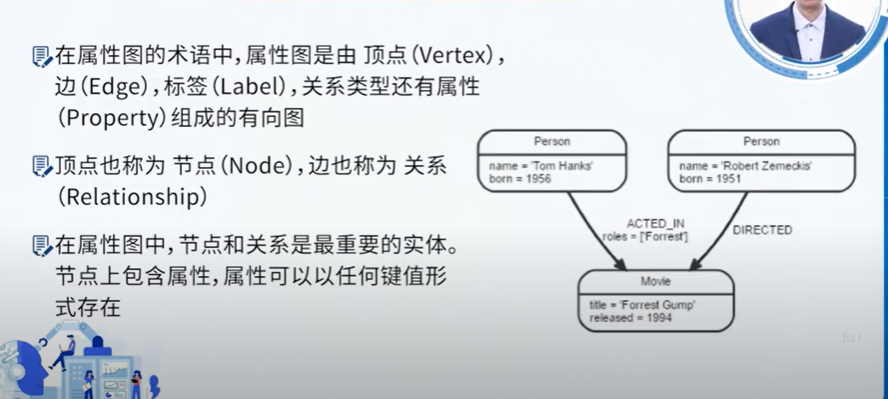 在属性图的术语中，属性图是由 顶点（Vertex），
边（Edge），标签（Label），关系类型还有属性
（Property）组成的有向图
顶点也称为 节点（Node），边也称为 关系
（Relationship）
在属性图中，节点和关系是最重要的实体。
节点上包含属性，属性可以以任何键值形
式存在
Person
name = 'Tom Hanks'
born = 1956
Person
name = 'Robert Zemeckis'
born = 1951
ACTED_IN
roles = ['Forrest']
DIRECTED
Movie
title = 'Forrest Gump'
released = 1994